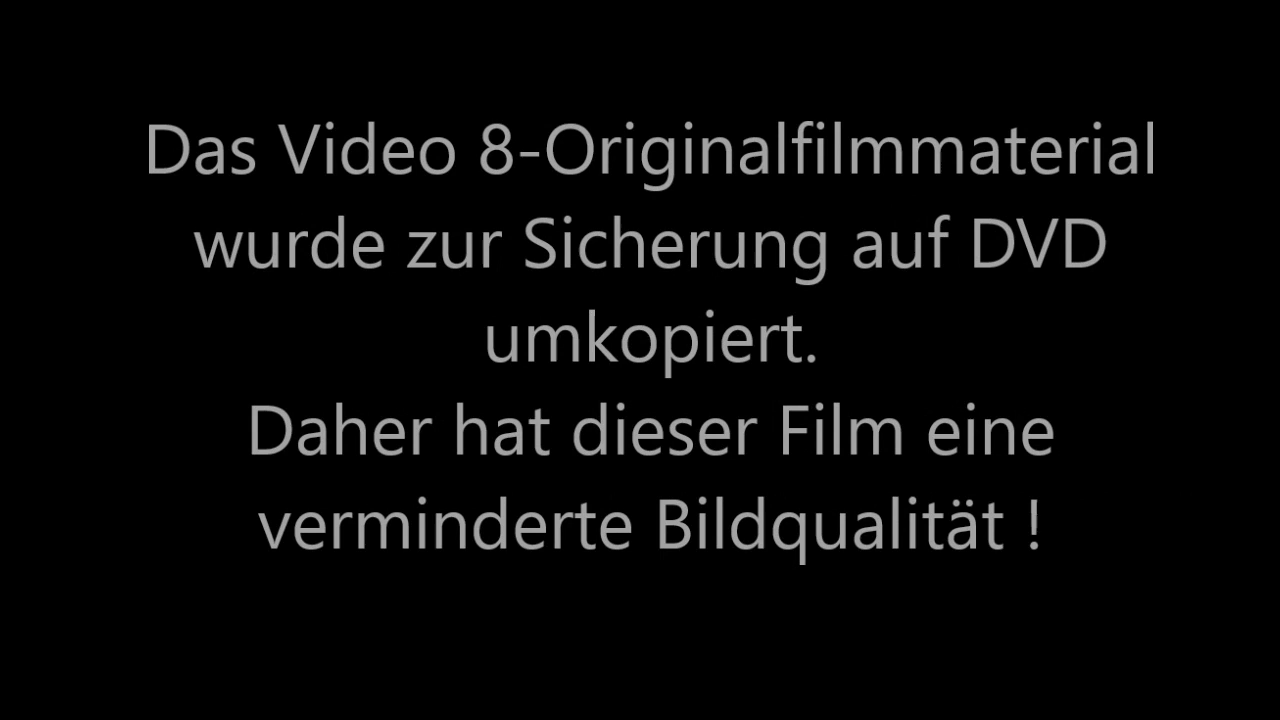 Das Video 8-Originalfilmmaterial
wurde zur Sicherung auf DVD
umkopiert.
Daher hat dieser Film eine
verminderte Bildqualität !